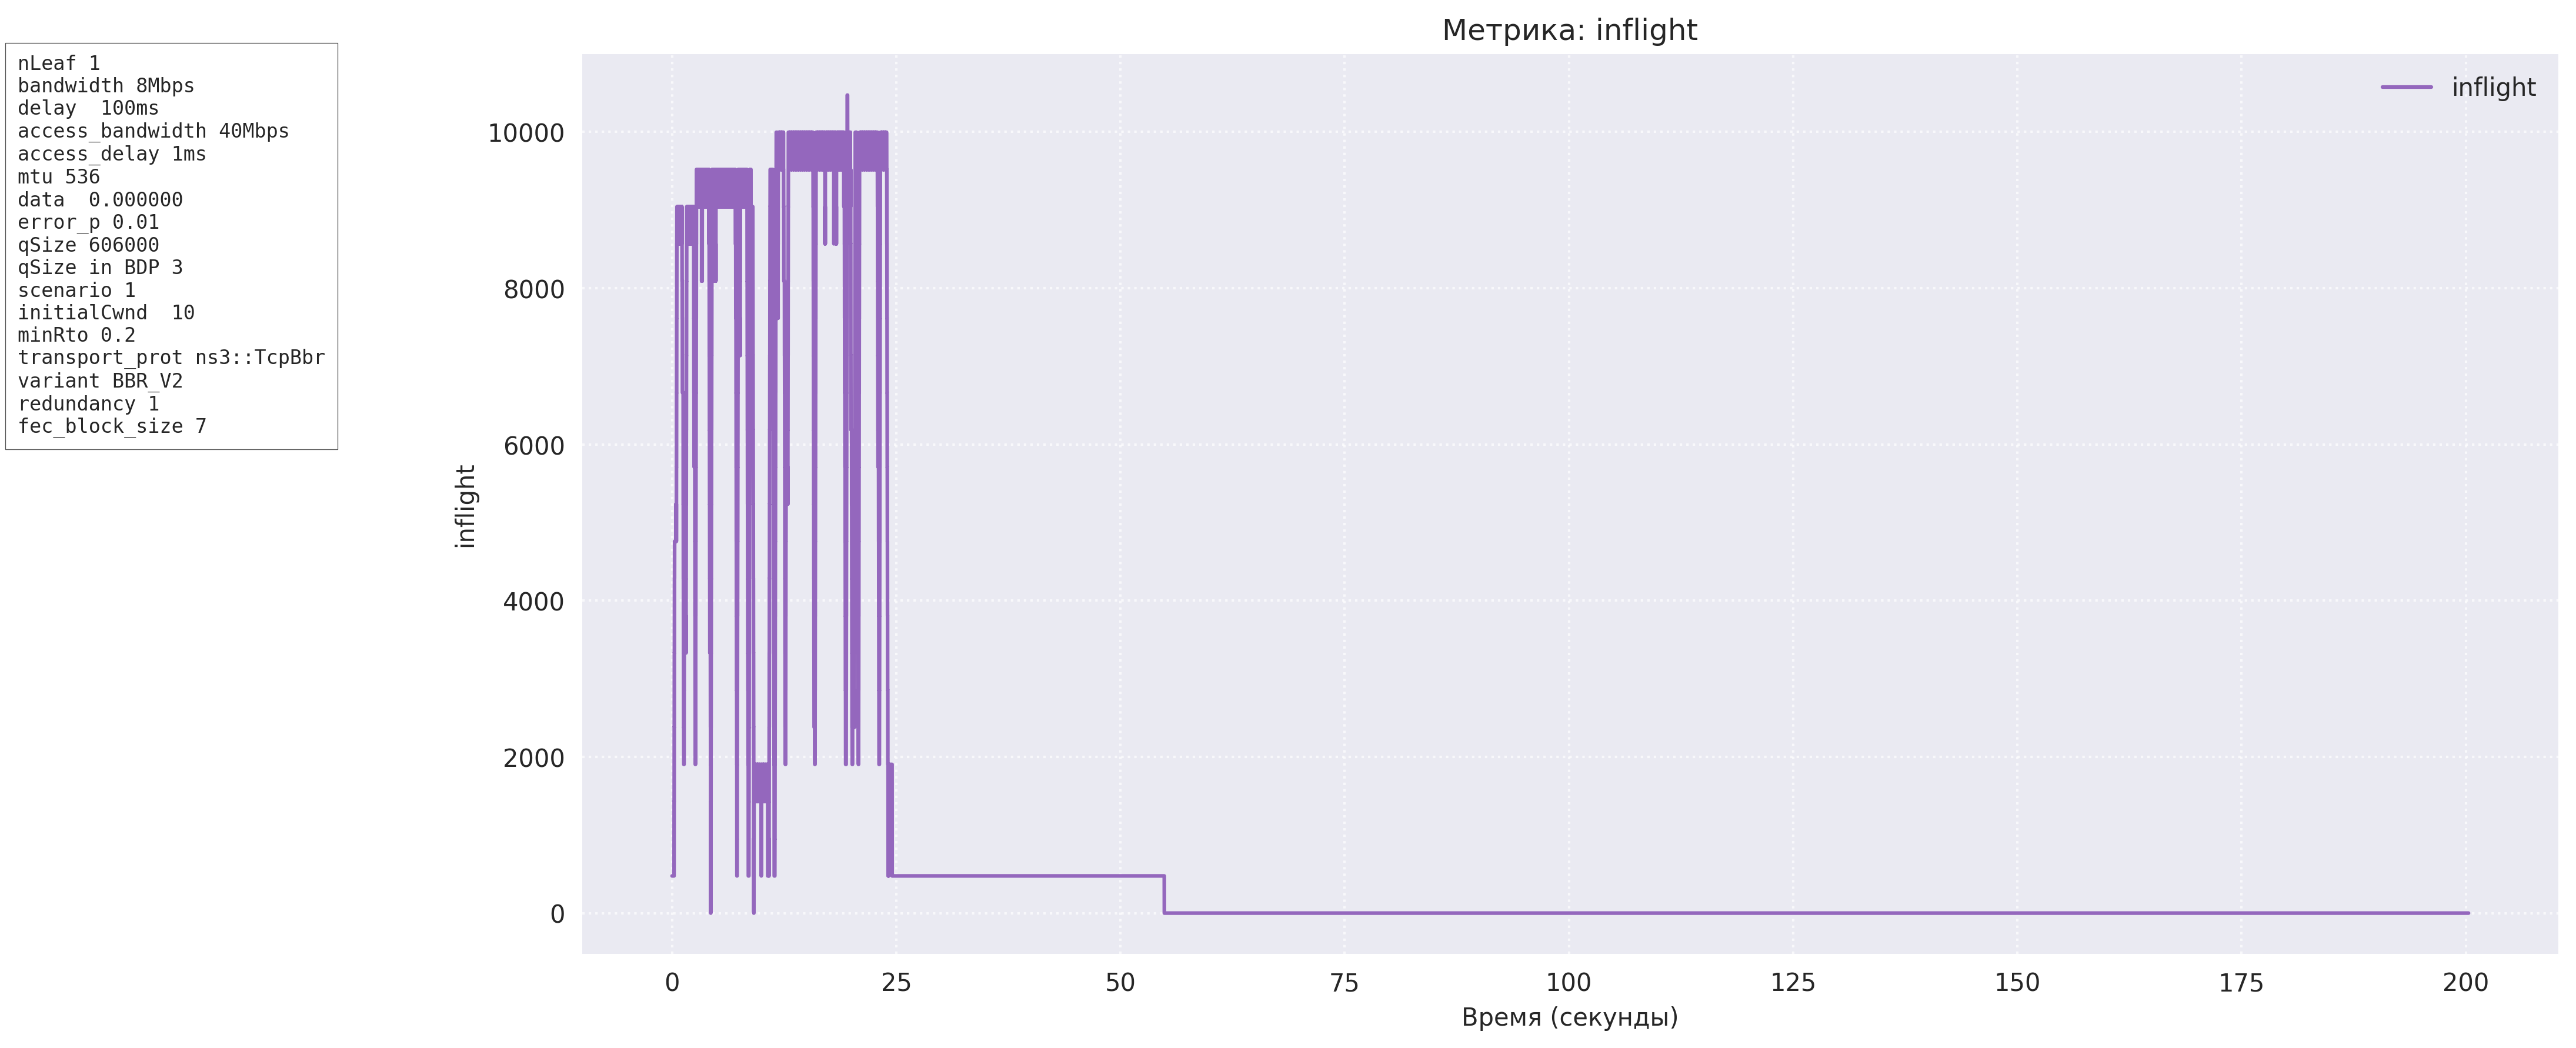 Метрика: inflight
nLeaf 1
bandwidth 8Mbps
delay  100ms
access_bandwidth 40Mbps
access_delay 1ms
mtu 536
data  0.000000
error_p 0.01
qSize 606000
qSize in BDP 3
scenario 1
initialCwnd  10
minRto 0.2
transport_prot ns3::TcpBbr
variant BBR_V2
redundancy 1
fec_block_size 7
inflight
10000
8000
6000
4000
2000
0
inflight
0 25 50 75 100 125 150 175 200
Время (секунды)